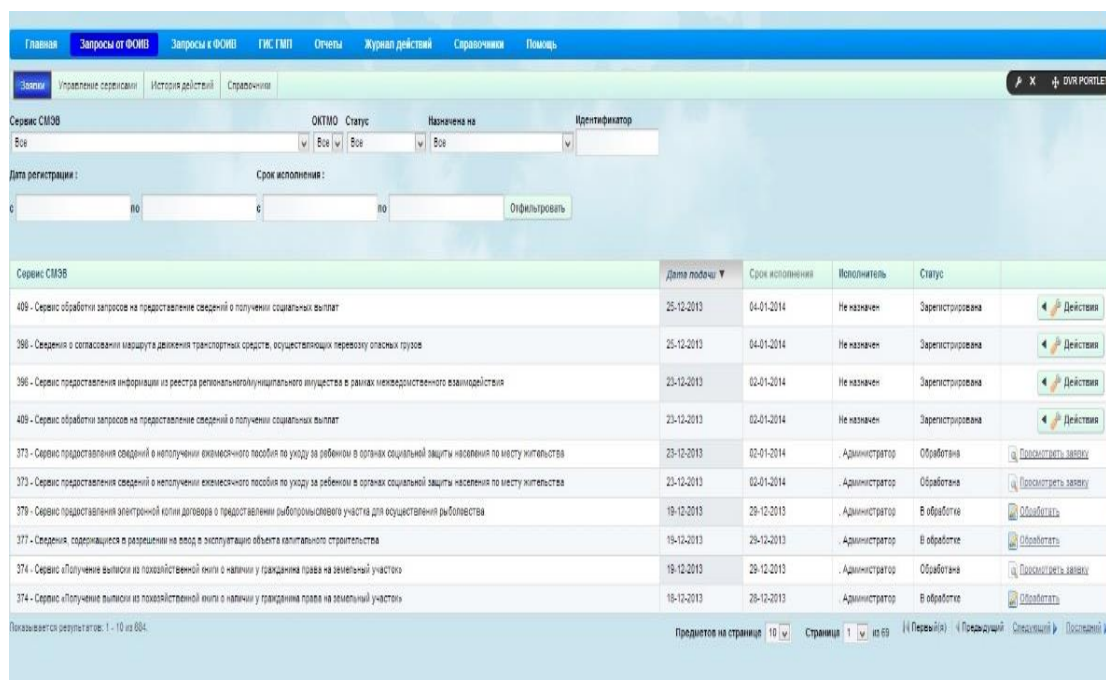 Главная Запросы от ФОИВ Запросы к ФОИВ ГИС ГМП Отчеты Журнал действий Справочники Помощь
Заявки Управление сервисами История действий Справочники DVR PORTLET
Сервис СМЭВ ОКТМО Статус Назначена на Идентификатор
Все Все Все Все
Дата регистрации : Срок исполнения :
с по с по Отфильтровать
Сервис СМЭВ Дата подачи ▼ Срок исполнения Исполнитель Статус
409 - Сервис обработки запросов на предоставление сведений о получении социальных выплат 25-12-2013 04-01-2014 Не назначен Зарегистрирована Действия
398 - Сведения о согласовании маршрута движения транспортных средств, осуществляющих перевозку опасных грузов 25-12-2013 04-01-2014 Не назначен Зарегистрирована Действия
396 - Сервис предоставления информации из реестра регионального/муниципального имущества в рамках межведомственного взаимодействия 23-12-2013 02-01-2014 Не назначен Зарегистрирована Действия
409 - Сервис обработки запросов на предоставление сведений о получении социальных выплат 23-12-2013 02-01-2014 Не назначен Зарегистрирована Действия
373 - Сервис предоставления сведений о неполучении ежемесячного пособия по уходу за ребенком в органах социальной защиты населения по месту жительства 23-12-2013 02-01-2014 . Администратор Обработана Просмотреть заявку
373 - Сервис предоставления сведений о неполучении ежемесячного пособия по уходу за ребенком в органах социальной защиты населения по месту жительства 23-12-2013 02-01-2014 . Администратор Обработана Просмотреть заявку
379 - Сервис предоставления электронной копии договора о предоставлении рыбопромыслового участка для осуществления рыболовства 19-12-2013 29-12-2013 . Администратор В обработке Обработать
377 - Сведения, содержащиеся в разрешении на ввод в эксплуатацию объекта капитального строительства 19-12-2013 29-12-2013 . Администратор В обработке Обработать
374 - Сервис «Получение выписки из похозяйственной книги о наличии у гражданина права на земельный участок» 19-12-2013 29-12-2013 . Администратор Обработана Просмотреть заявку
374 - Сервис «Получение выписки из похозяйственной книги о наличии у гражданина права на земельный участок» 18-12-2013 28-12-2013 . Администратор В обработке Обработать
Показывается результатов: 1 - 10 из 684. Предметов на странице 10 Страница 1 из 69 Первый(я) Предыдущий Следующий Последний